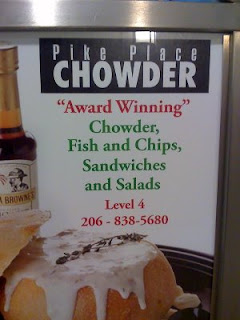 Pike Place
CHOWDER
"Award Winning"
Chowder,
Fish and Chips,
Sandwiches
and Salads
Level 4
206 - 838-5680